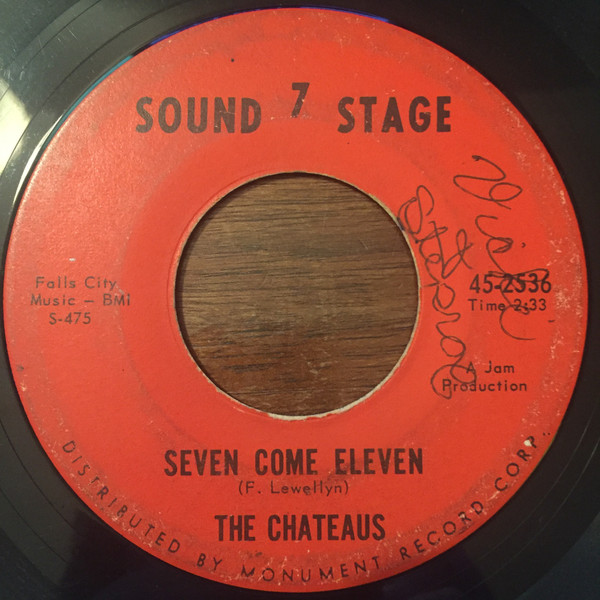 SOUND 7 STAGE
Falls City
Music — BMI
S-475
45-2536
Time 2:33
A Jam
Production
SEVEN COME ELEVEN
(F. Lewellyn)
THE CHATEAUS
DISTRIBUTED BY MONUMENT RECORD CORP.